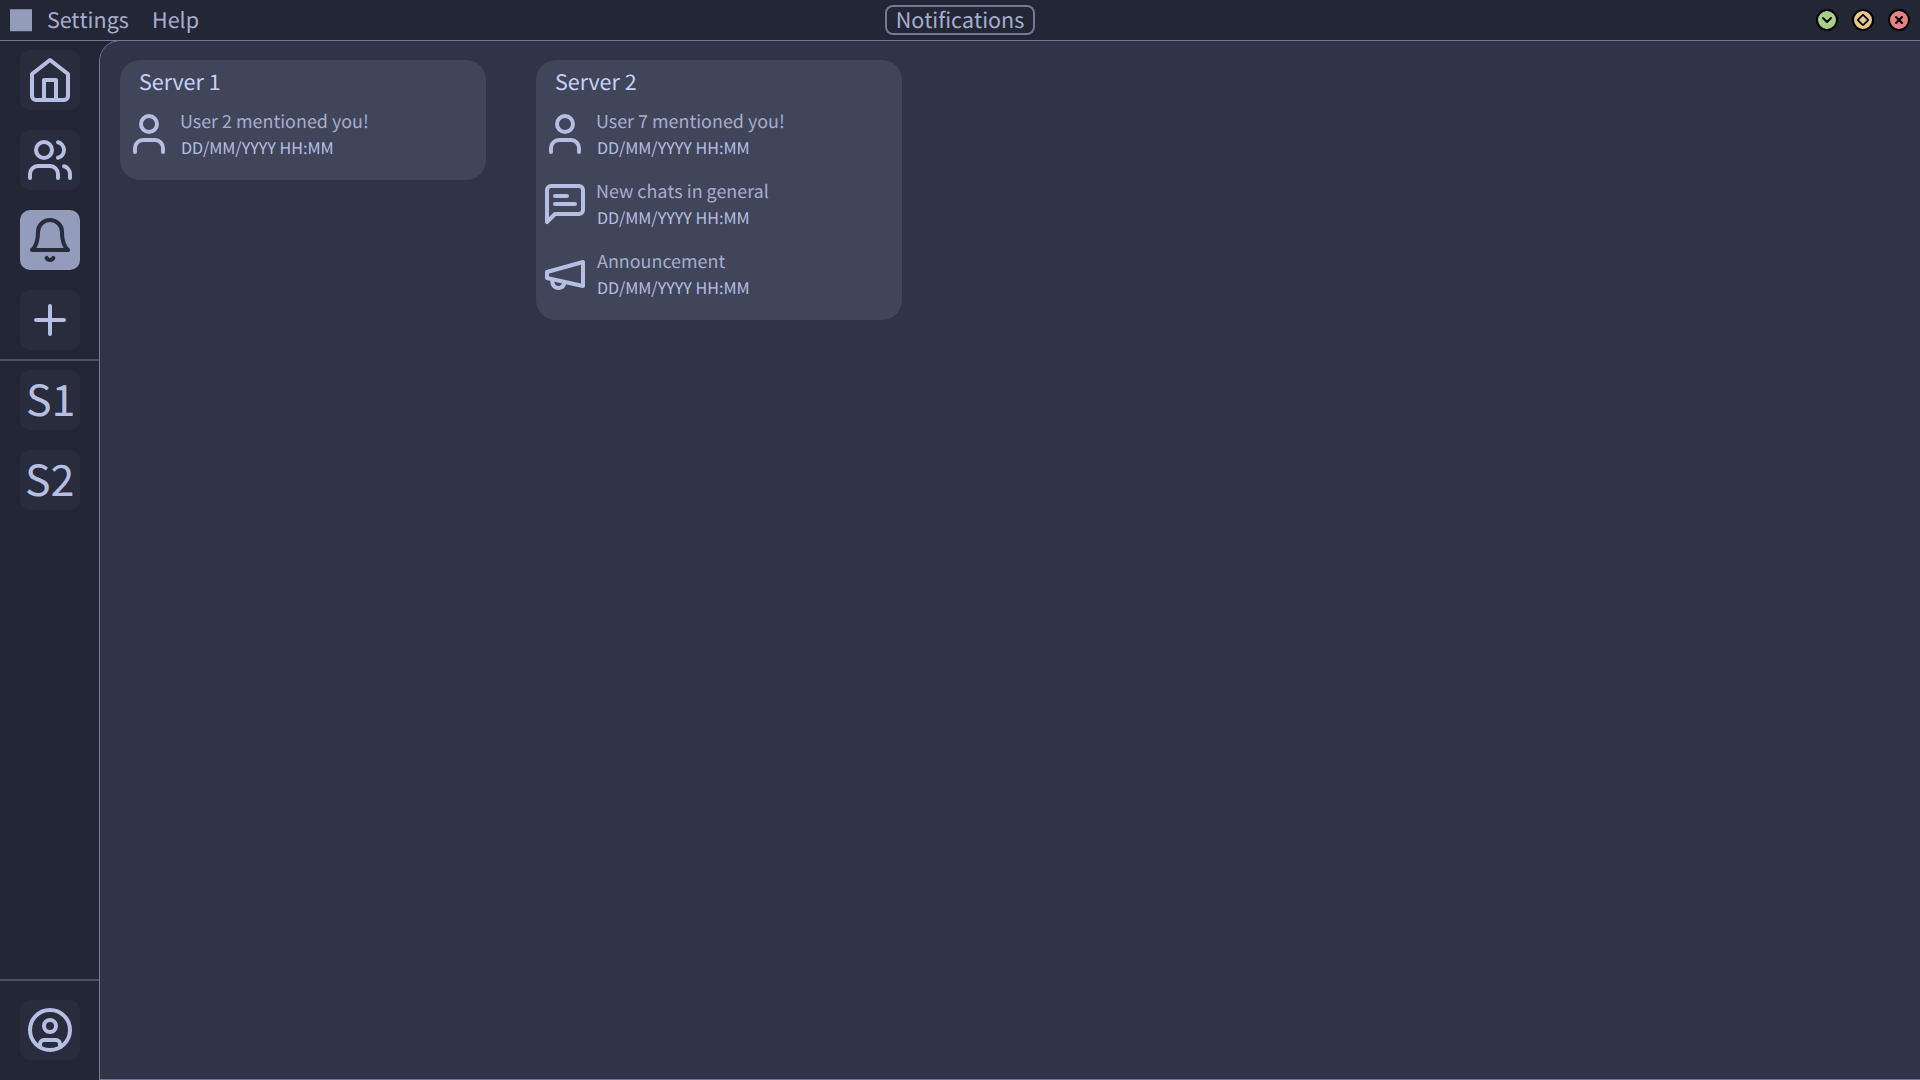 Settings Help Notifications
Server 1
User 2 mentioned you!
DD/MM/YYYY HH:MM
Server 2
User 7 mentioned you!
DD/MM/YYYY HH:MM
New chats in general
DD/MM/YYYY HH:MM
Announcement
DD/MM/YYYY HH:MM
S1
S2